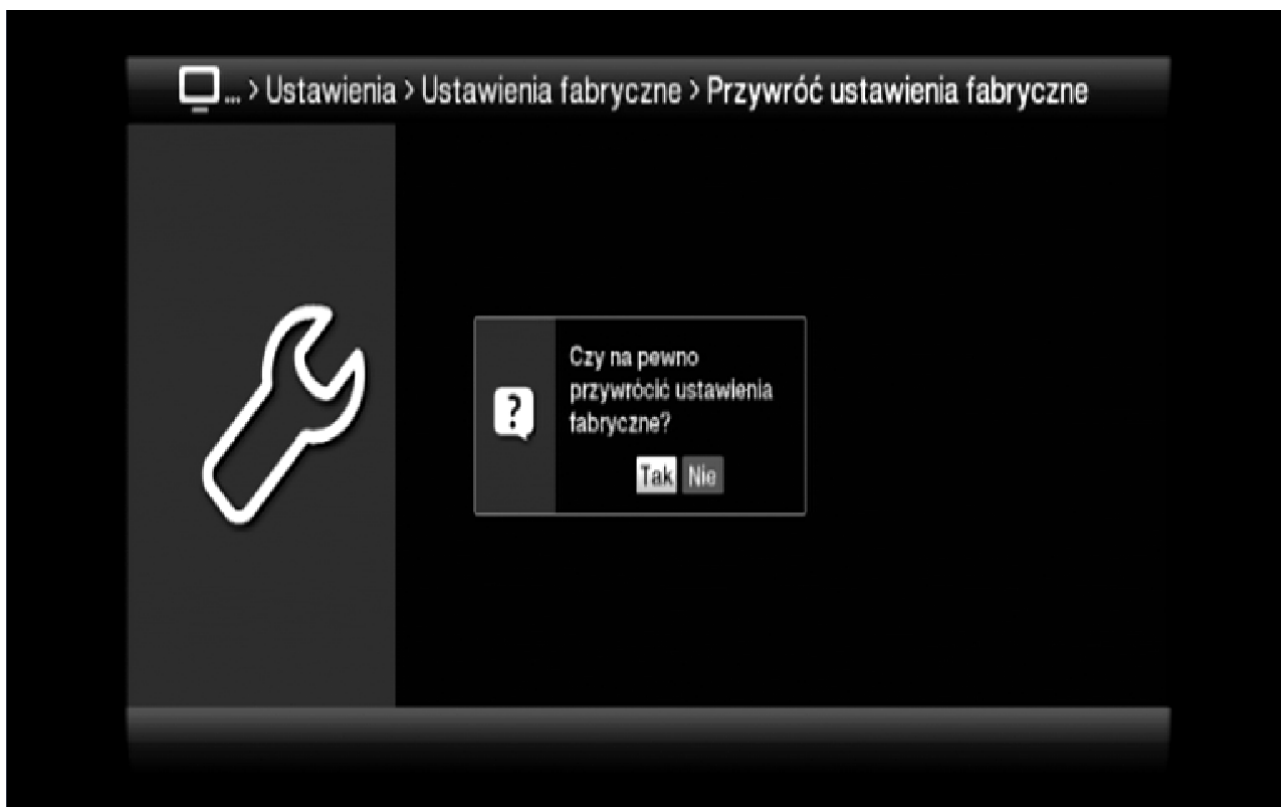 ... > Ustawienia > Ustawienia fabryczne > Przywróć ustawienia fabryczne
Czy na pewno
przywrócić ustawienia
fabryczne?
Tak Nie